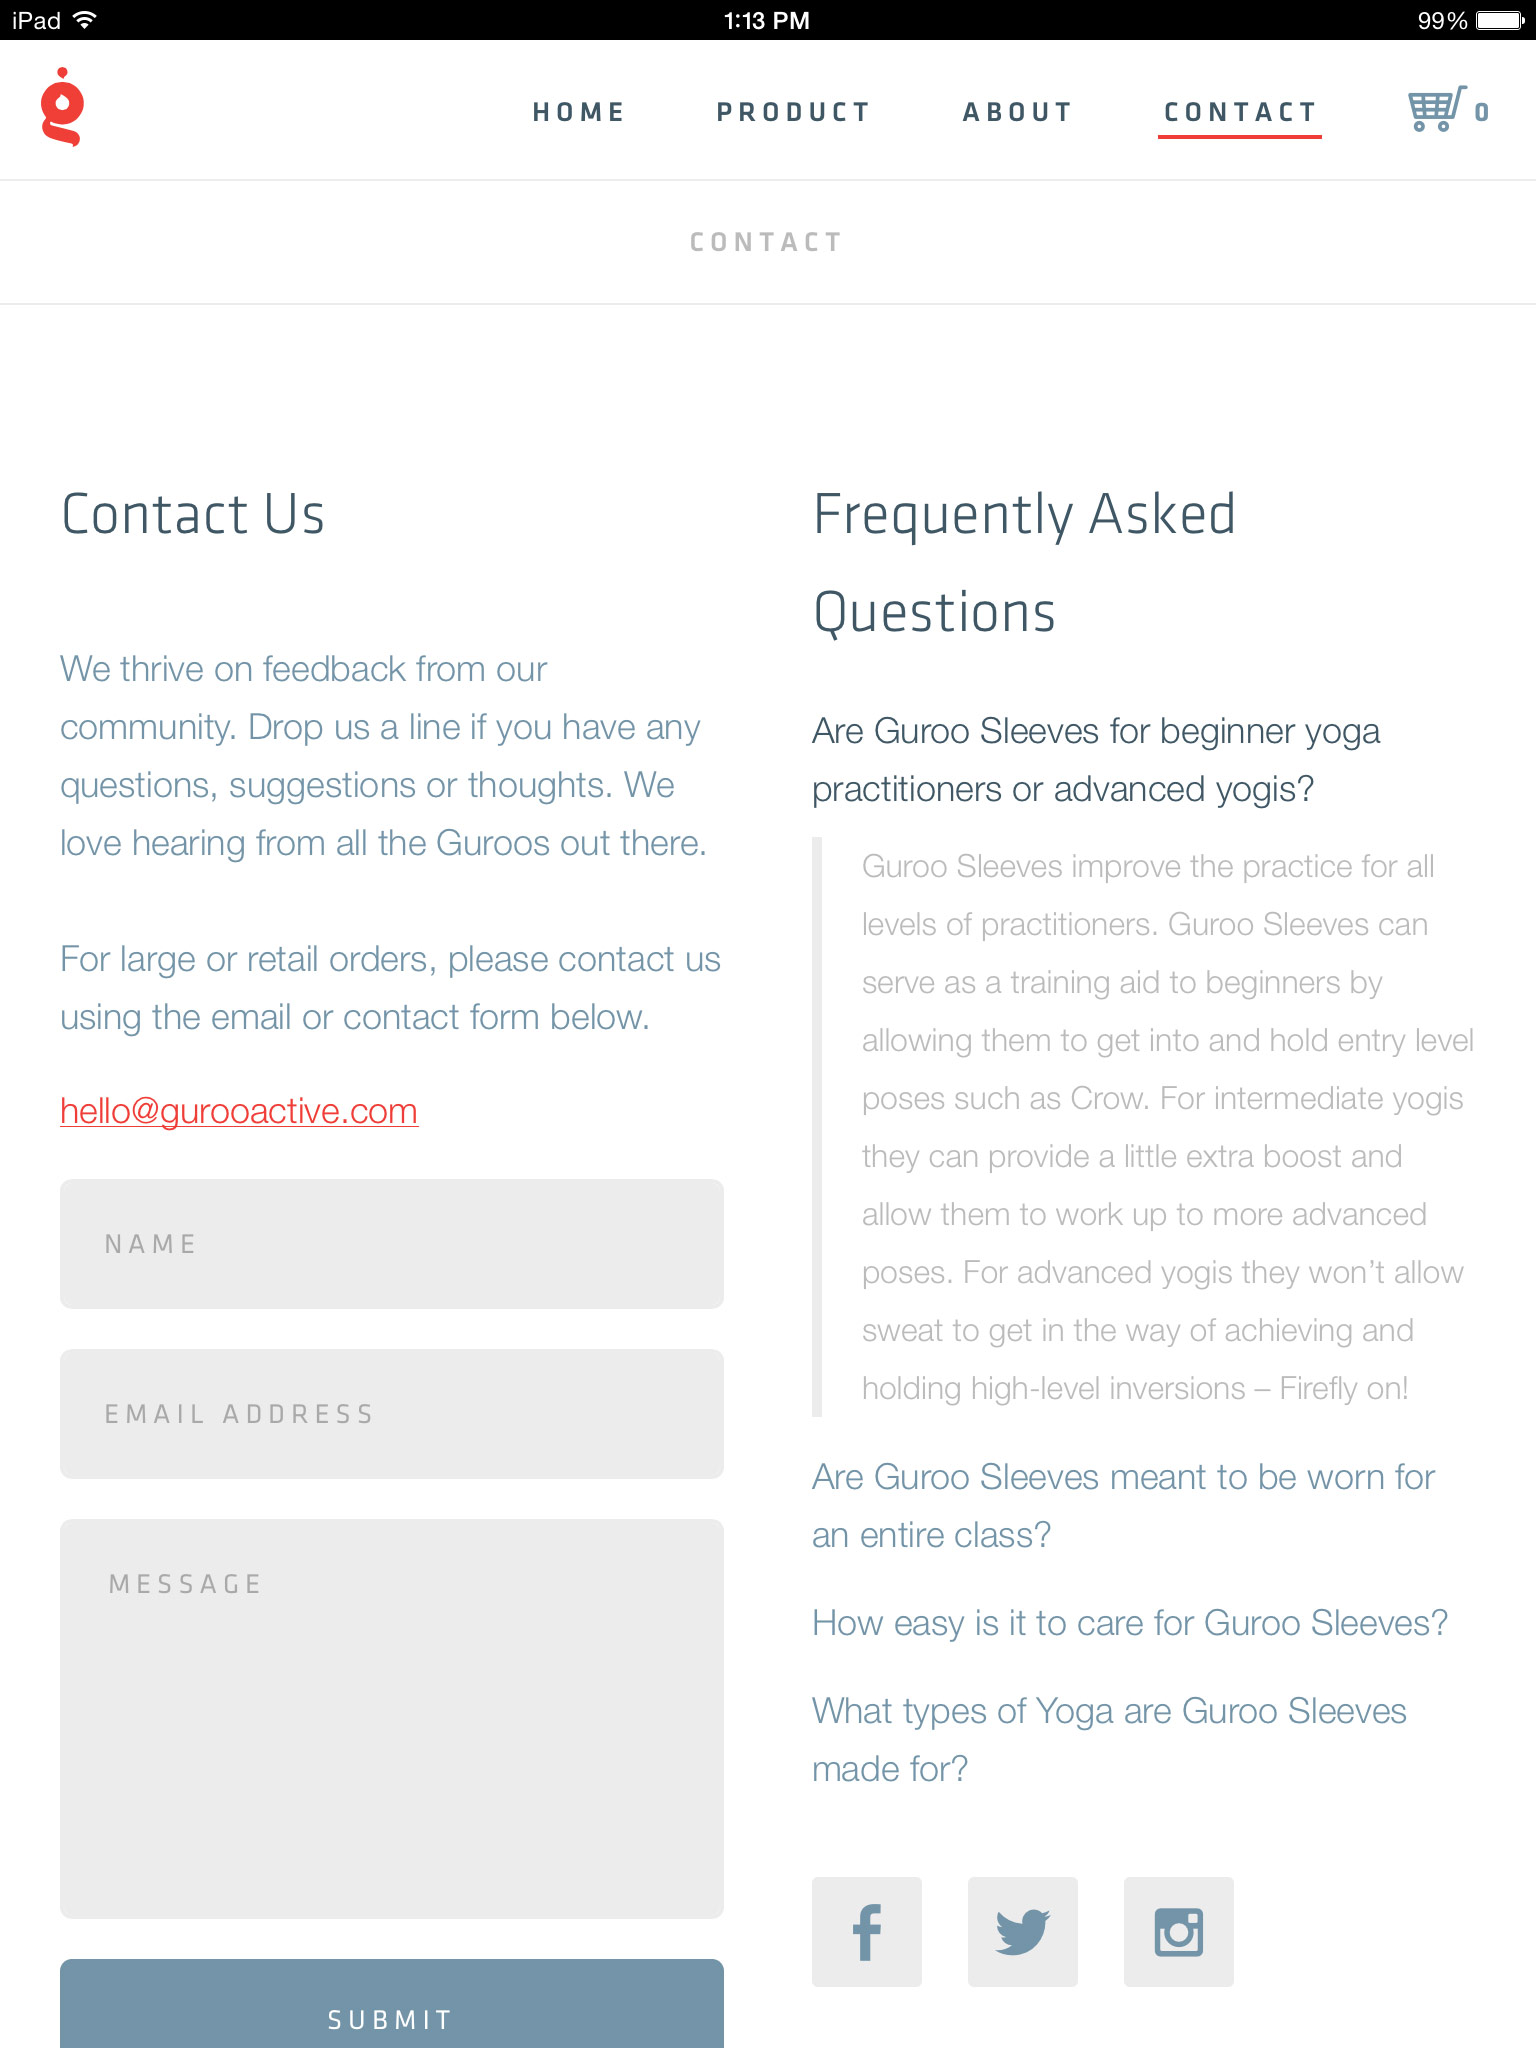 iPad 1:13 PM 99%
HOME PRODUCT ABOUT CONTACT 0
CONTACT
Contact Us
We thrive on feedback from our
community. Drop us a line if you have any
questions, suggestions or thoughts. We
love hearing from all the Guroos out there.
For large or retail orders, please contact us
using the email or contact form below.
hello@gurooactive.com
NAME
EMAIL ADDRESS
MESSAGE
SUBMIT
Frequently Asked
Questions
Are Guroo Sleeves for beginner yoga
practitioners or advanced yogis?
Guroo Sleeves improve the practice for all
levels of practitioners. Guroo Sleeves can
serve as a training aid to beginners by
allowing them to get into and hold entry level
poses such as Crow. For intermediate yogis
they can provide a little extra boost and
allow them to work up to more advanced
poses. For advanced yogis they won’t allow
sweat to get in the way of achieving and
holding high-level inversions – Firefly on!
Are Guroo Sleeves meant to be worn for
an entire class?
How easy is it to care for Guroo Sleeves?
What types of Yoga are Guroo Sleeves
made for?